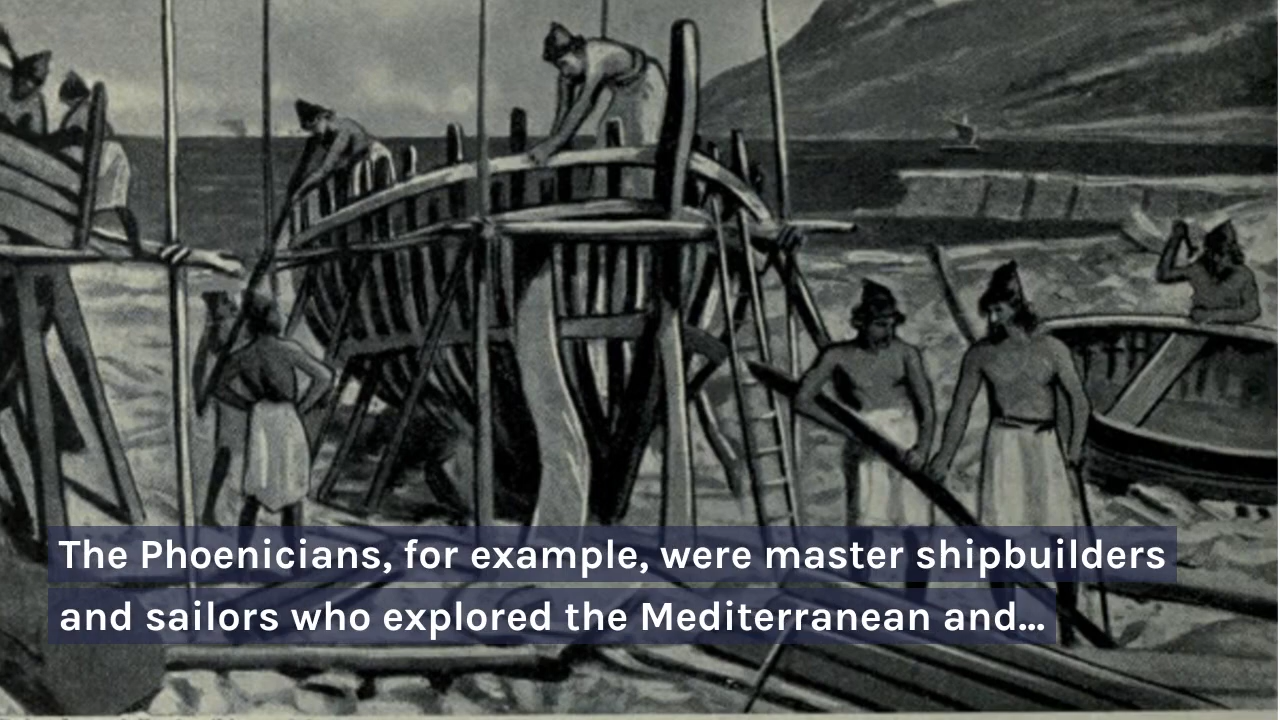 The Phoenicians, for example, were master shipbuilders
and sailors who explored the Mediterranean and...